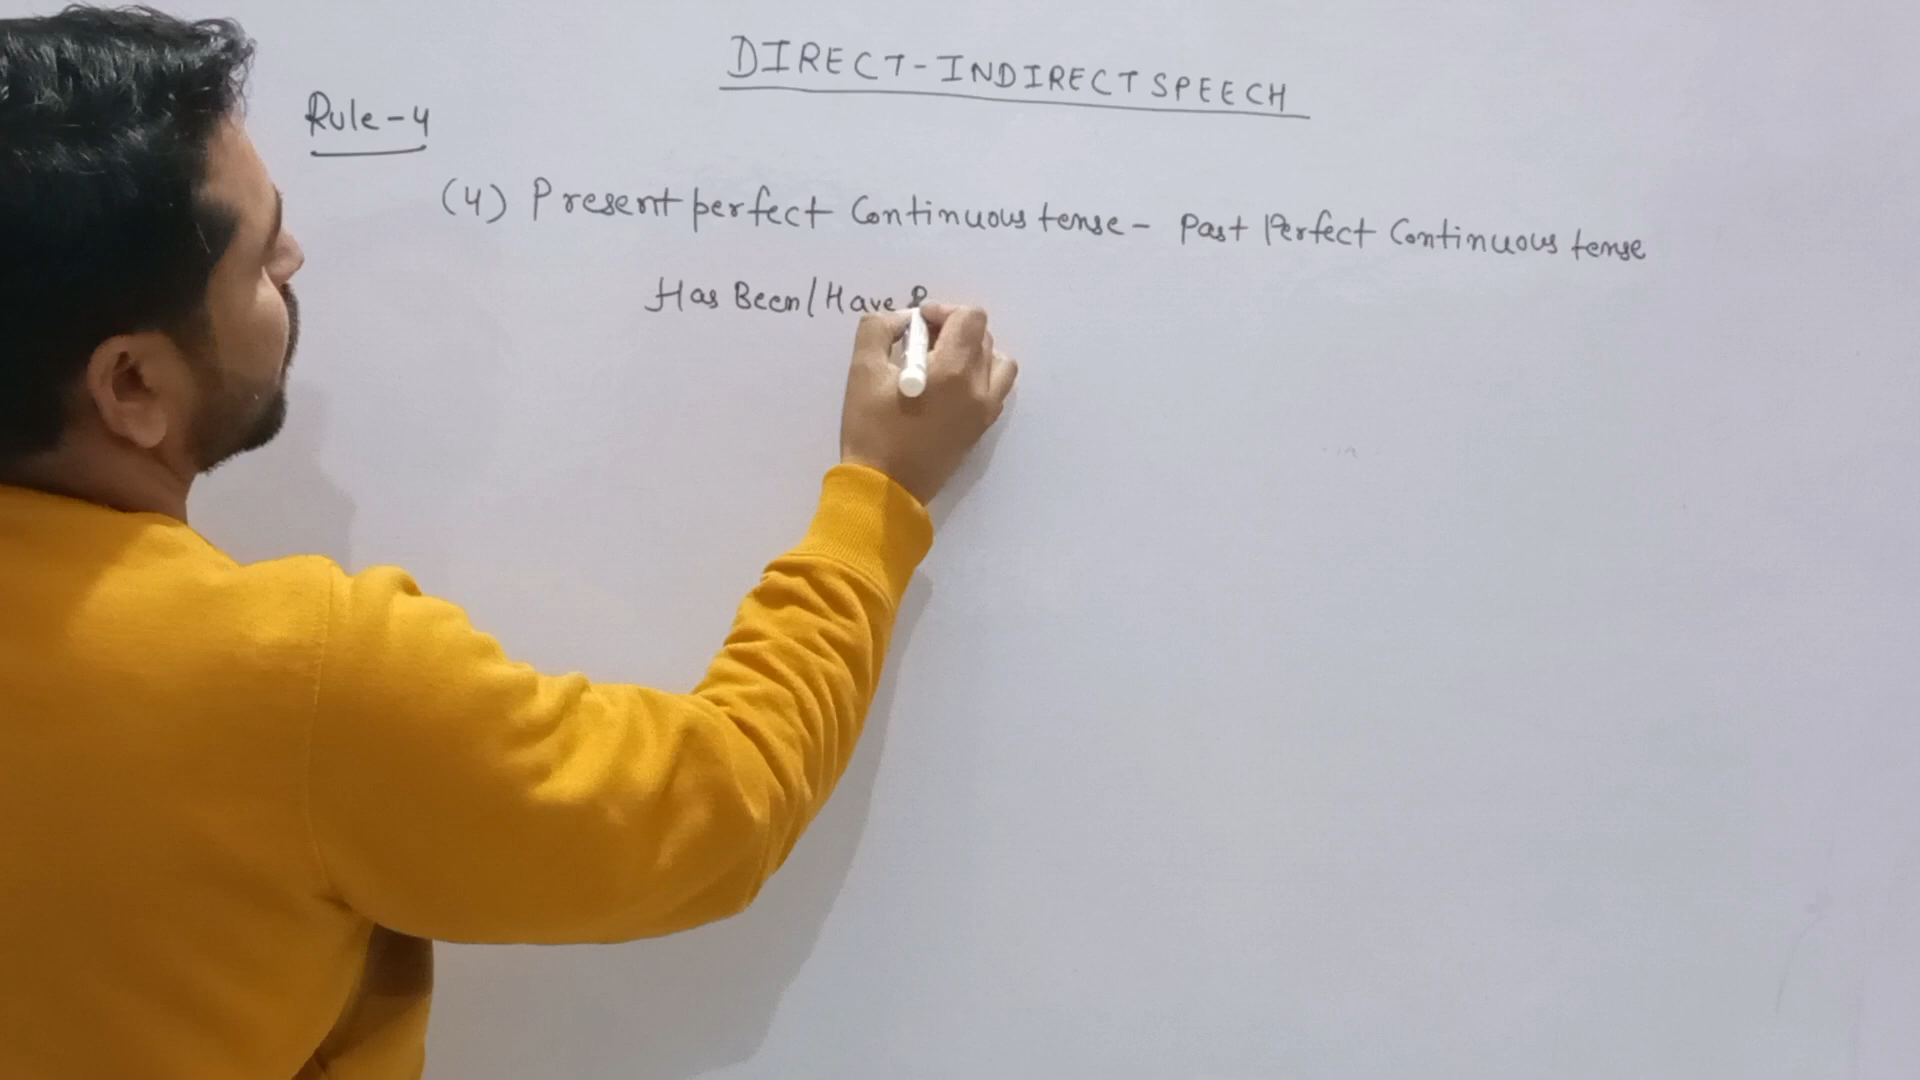 DIRECT-INDIRECT SPEECH
Rule-4
(4) Present perfect Continuous tense - Past Perfect Continuous tense
Has Been/Have B